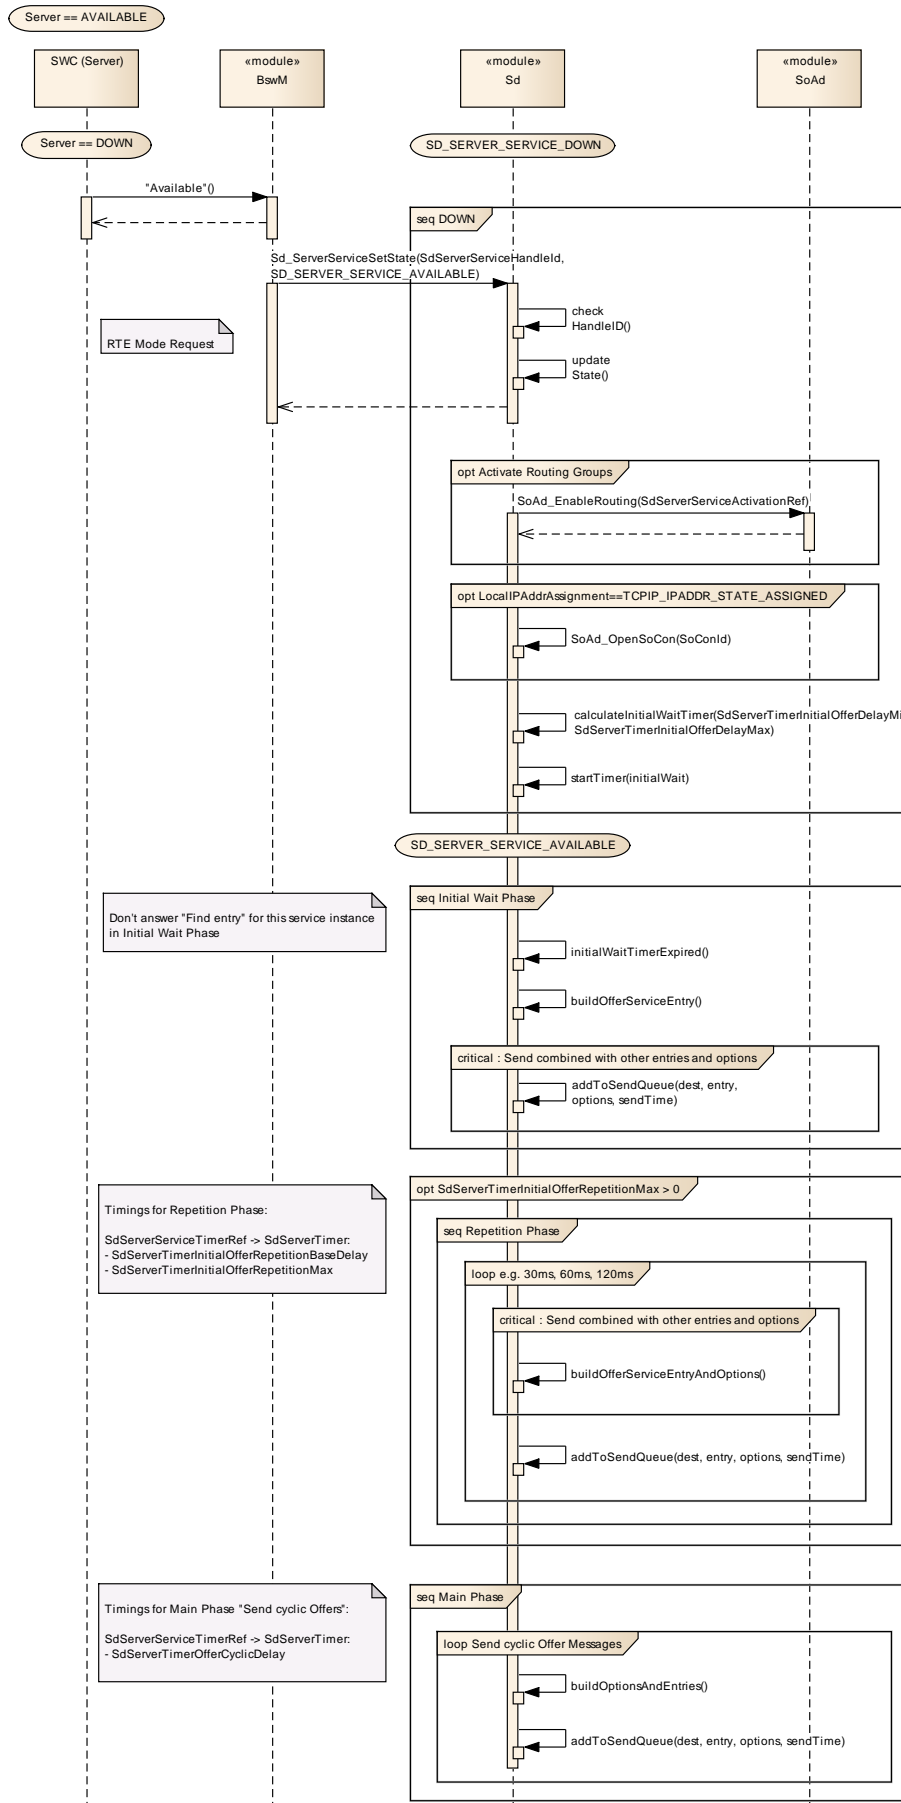 Server == AVAILABLE
SWC (Server)
«module»
BswM
«module»
Sd
«module»
SoAd
Server == DOWN
SD_SERVER_SERVICE_DOWN
"Available"()
seq DOWN
Sd_ServerServiceSetState(SdServerServiceHandleId,
SD_SERVER_SERVICE_AVAILABLE)
check
HandleID()
RTE Mode Request
update
State()
opt Activate Routing Groups
SoAd_EnableRouting(SdServerServiceActivationRef)
opt LocalIPAddrAssignment==TCPIP_IPADDR_STATE_ASSIGNED
SoAd_OpenSoCon(SoConId)
calculateInitialWaitTimer(SdServerTimerInitialOfferDelayMi
SdServerTimerInitialOfferDelayMax)
startTimer(initialWait)
SD_SERVER_SERVICE_AVAILABLE
seq Initial Wait Phase
Don't answer "Find entry" for this service instance
in Initial Wait Phase
initialWaitTimerExpired()
buildOfferServiceEntry()
critical : Send combined with other entries and options
addToSendQueue(dest, entry,
options, sendTime)
opt SdServerTimerInitialOfferRepetitionMax > 0
Timings for Repetition Phase:
SdServerServiceTimerRef -> SdServerTimer:
- SdServerTimerInitialOfferRepetitionBaseDelay
- SdServerTimerInitialOfferRepetitionMax
seq Repetition Phase
loop e.g. 30ms, 60ms, 120ms
critical : Send combined with other entries and options
buildOfferServiceEntryAndOptions()
addToSendQueue(dest, entry, options, sendTime)
seq Main Phase
Timings for Main Phase "Send cyclic Offers":
SdServerServiceTimerRef -> SdServerTimer:
- SdServerTimerOfferCyclicDelay
loop Send cyclic Offer Messages
buildOptionsAndEntries()
addToSendQueue(dest, entry, options, sendTime)